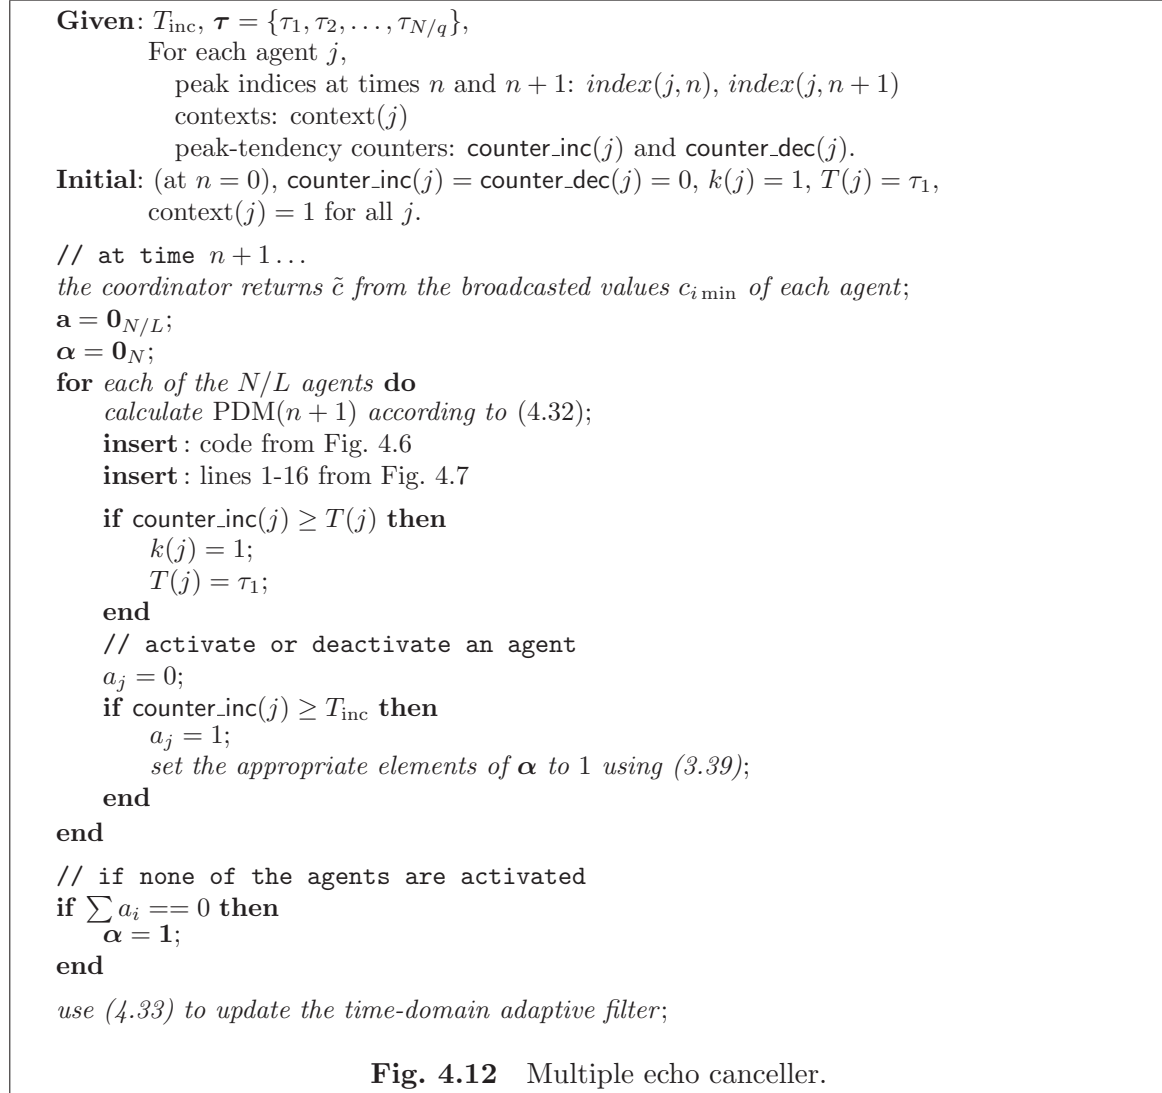 Given: T_inc, τ = {τ_1, τ_2, . . . , τ_{N/q}},
For each agent j,
peak indices at times n and n + 1: index(j, n), index(j, n + 1)
contexts: context(j)
peak-tendency counters: counter_inc(j) and counter_dec(j).
Initial: (at n = 0), counter_inc(j) = counter_dec(j) = 0, k(j) = 1, T(j) = τ_1,
context(j) = 1 for all j.
// at time n + 1 . . .
the coordinator returns c̃ from the broadcasted values c_{i min} of each agent;
a = 0_{N/L};
α = 0_N;
for each of the N/L agents do
calculate PDM(n + 1) according to (4.32);
insert : code from Fig. 4.6
insert : lines 1-16 from Fig. 4.7
if counter_inc(j) ≥ T(j) then
k(j) = 1;
T(j) = τ_1;
end
// activate or deactivate an agent
a_j = 0;
if counter_inc(j) ≥ T_inc then
a_j = 1;
set the appropriate elements of α to 1 using (3.39);
end
end
// if none of the agents are activated
if ∑ a_i == 0 then
α = 1;
end
use (4.33) to update the time-domain adaptive filter;
Fig. 4.12 Multiple echo canceller.